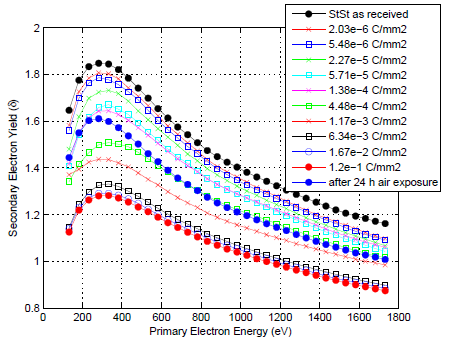 StSt as received
2.03e−6 C/mm2
5.48e−6 C/mm2
2.27e−5 C/mm2
5.71e−5 C/mm2
1.38e−4 C/mm2
4.48e−4 C/mm2
1.17e−3 C/mm2
6.34e−3 C/mm2
1.67e−2 C/mm2
1.2e−1 C/mm2
after 24 h air exposure
Secondary Electron Yield (δ)
2
1.8
1.6
1.4
1.2
1
0.8
0 200 400 600 800 1000 1200 1400 1600 1800
Primary Electron Energy (eV)